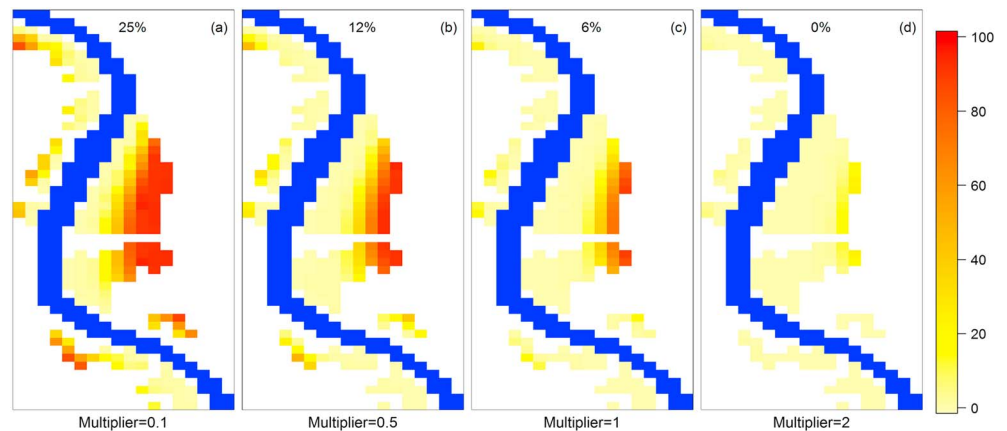 25% (a)
12% (b)
6% (c)
0% (d)
100
80
60
40
20
0
Multiplier=0.1
Multiplier=0.5
Multiplier=1
Multiplier=2